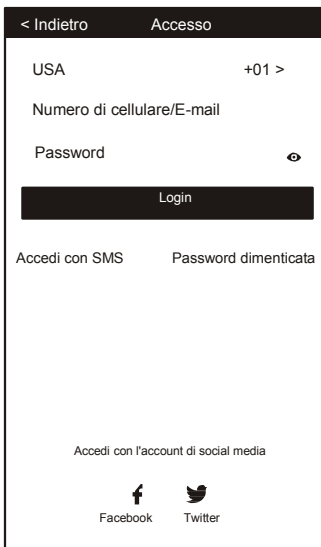 < Indietro Accesso
USA +01 >
Numero di cellulare/E-mail
Password
Login
Accedi con SMS Password dimenticata
Accedi con l'account di social media
Facebook Twitter